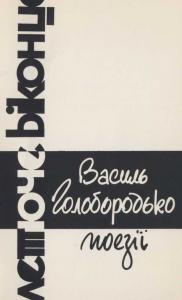 летюче віконце
Василь
Голобородько
поезії